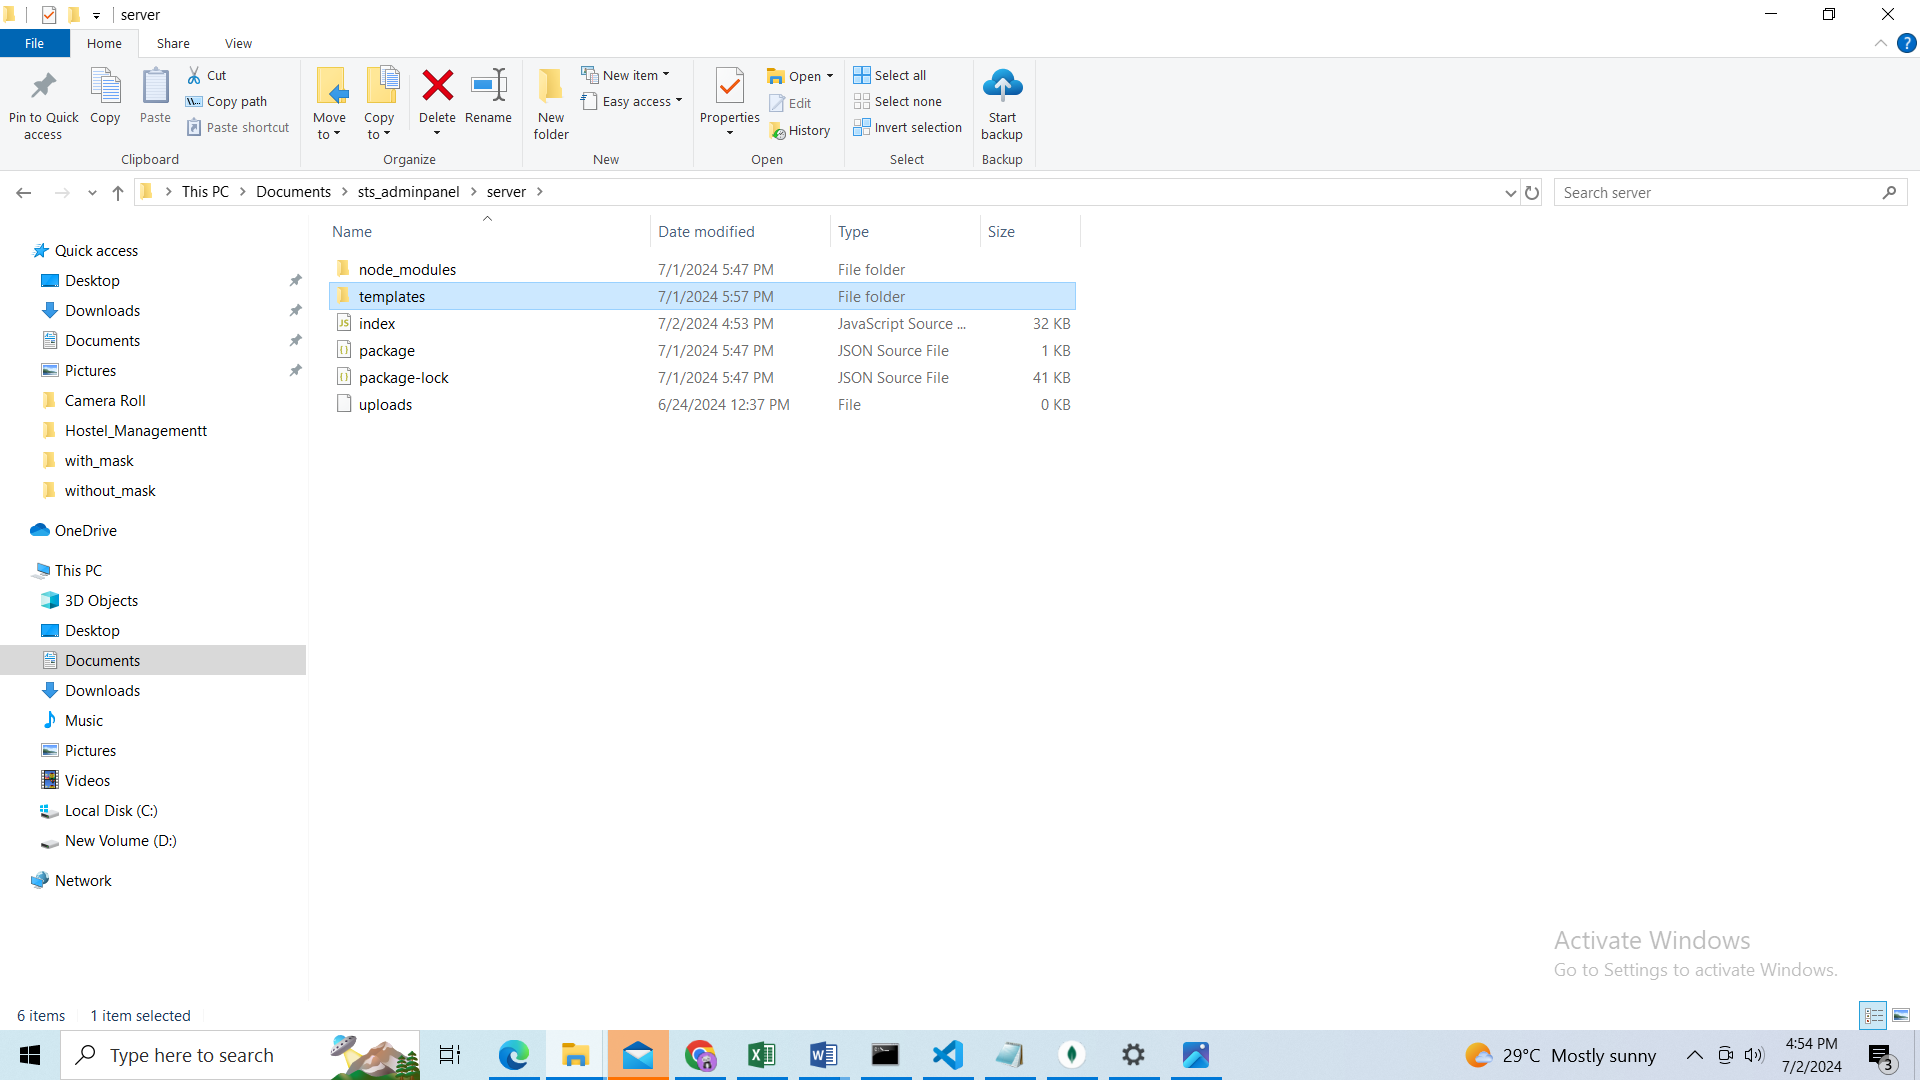 server
File Home Share View
Pin to Quick access
Copy
Paste
Cut
Copy path
Paste shortcut
Clipboard
Move to
Copy to
Delete
Rename
Organize
New folder
New item
Easy access
New
Properties
Open
Edit
History
Open
Select all
Select none
Invert selection
Select
Start backup
Backup
This PC > Documents > sts_adminpanel > server >
Search server
Name Date modified Type Size
node_modules 7/1/2024 5:47 PM File folder
templates 7/1/2024 5:57 PM File folder
index 7/2/2024 4:53 PM JavaScript Source ... 32 KB
package 7/1/2024 5:47 PM JSON Source File 1 KB
package-lock 7/1/2024 5:47 PM JSON Source File 41 KB
uploads 6/24/2024 12:37 PM File 0 KB
Quick access
Desktop
Downloads
Documents
Pictures
Camera Roll
Hostel_Managementt
with_mask
without_mask
OneDrive
This PC
3D Objects
Desktop
Documents
Downloads
Music
Pictures
Videos
Local Disk (C:)
New Volume (D:)
Network
Activate Windows
Go to Settings to activate Windows.
6 items 1 item selected
Type here to search
29°C Mostly sunny
4:54 PM
7/2/2024
3